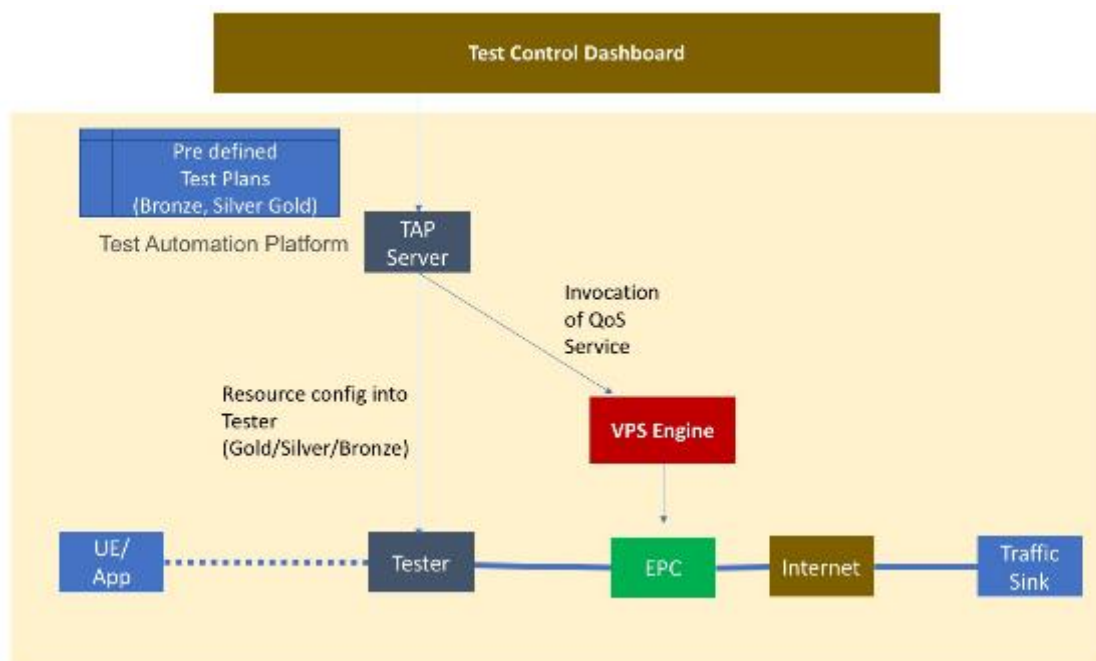 Test Control Dashboard
Pre defined
Test Plans
(Bronze, Silver Gold)
Test Automation Platform
TAP
Server
Invocation
of QoS
Service
Resource config into
Tester
(Gold/Silver/Bronze)
VPS Engine
UE/
App
Tester
EPC
Internet
Traffic
Sink